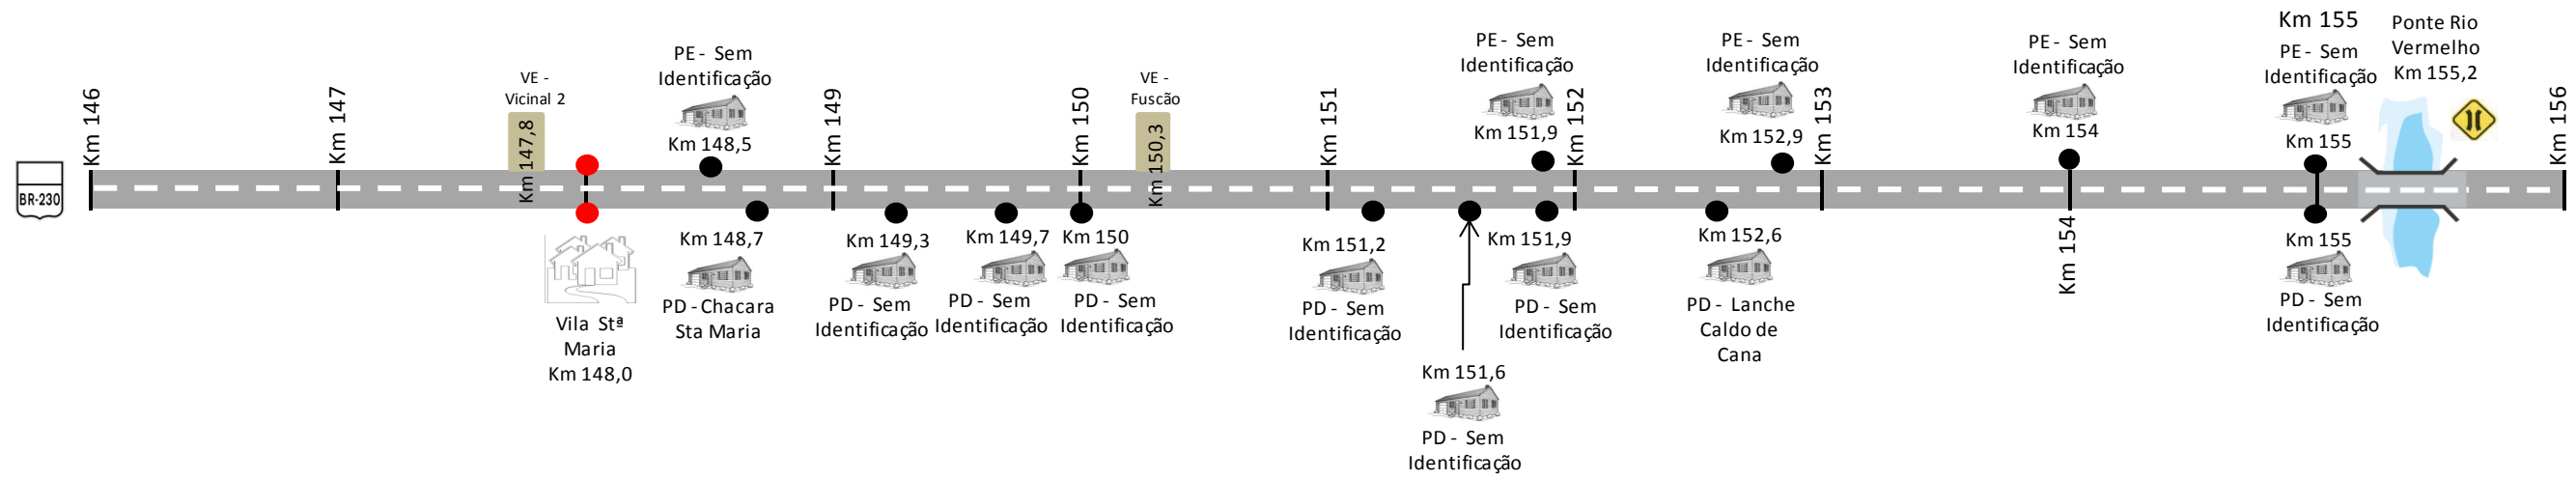 BR-230
Km 146
Km 147
VE -
Vicinal 2
Km 147,8
Vila Stª
Maria
Km 148,0
PE - Sem
Identificação
Km 148,5
Km 148,7
PD - Chacara
Sta Maria
Km 149
Km 149,3
PD - Sem
Identificação
Km 149,7
PD - Sem
Identificação
Km 150
Km 150
PD - Sem
Identificação
VE -
Fuscão
Km 150,3
Km 151
Km 151,2
PD - Sem
Identificação
Km 151,6
PD - Sem
Identificação
PE - Sem
Identificação
Km 151,9
Km 151,9
PD - Sem
Identificação
Km 152
Km 152,6
PD - Lanche
Caldo de
Cana
PE - Sem
Identificação
Km 152,9
Km 153
PE - Sem
Identificação
Km 154
Km 154
Km 155
PE - Sem
Identificação
Km 155
Km 155
PD - Sem
Identificação
Ponte Rio
Vermelho
Km 155,2
Km 156